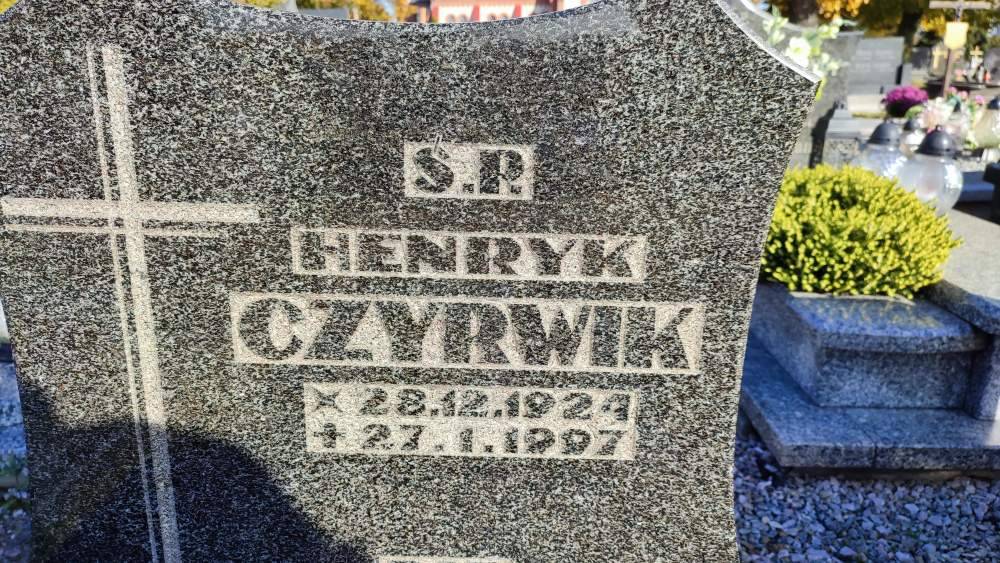 Ś.P.
HENRYK
CZYRWIK
× 28.12.1924
+ 27.1.1997